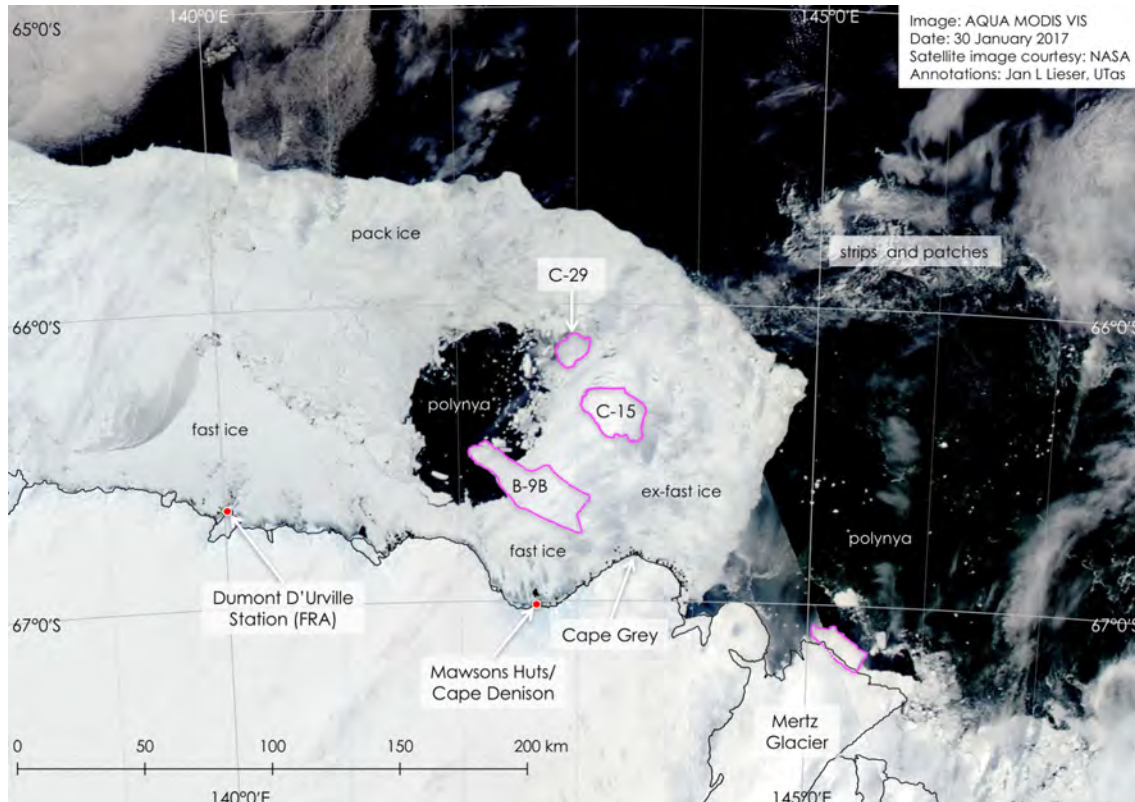 140°0'E
145°0'E
65°0'S
Image: AQUA MODIS VIS
Date: 30 January 2017
Satellite image courtesy: NASA
Annotations: Jan L Lieser, UTas
pack ice
strips and patches
C-29
66°0'S
66°0'S
polynya
C-15
fast ice
B-9B
ex-fast ice
polynya
fast ice
Dumont D'Urville
Station (FRA)
67°0'S
Cape Grey
67°0'S
Mawsons Huts/
Cape Denison
Mertz
Glacier
0 50 100 150 200 km
140°0'E
145°0'E